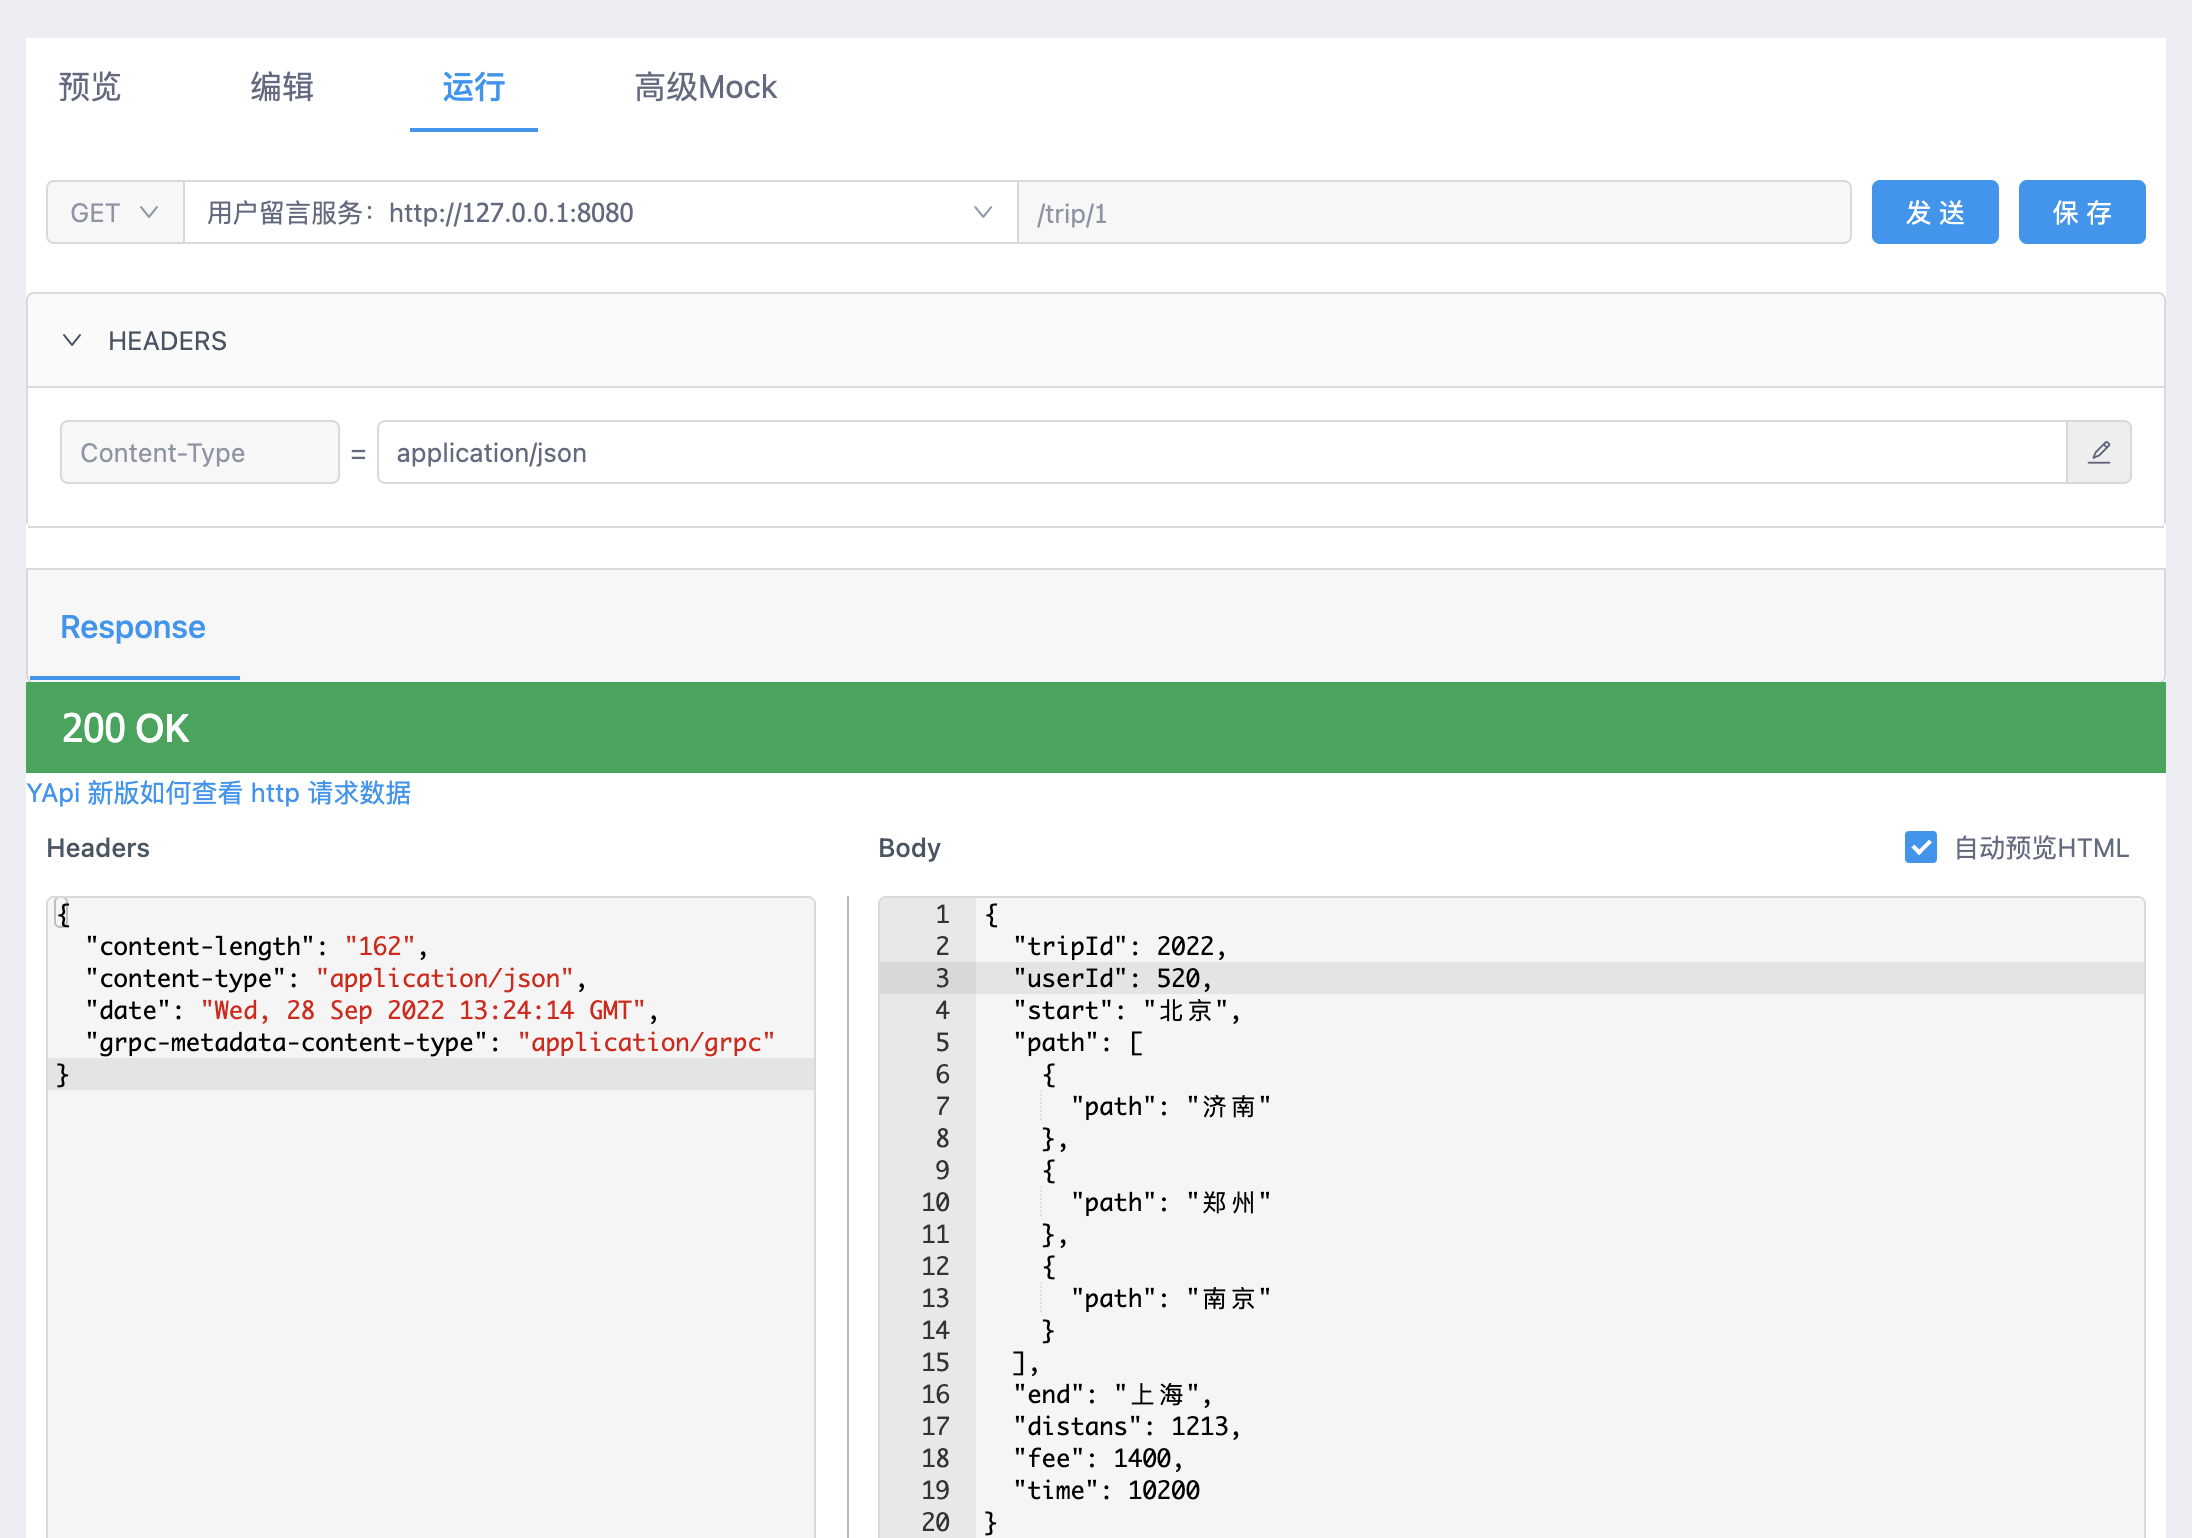 预览 编辑 运行 高级Mock
GET 用户留言服务：http://127.0.0.1:8080 /trip/1 发 送 保 存
HEADERS
Content-Type = application/json
Response
200 OK
YApi 新版如何查看 http 请求数据
Headers
{
"content-length": "162",
"content-type": "application/json",
"date": "Wed, 28 Sep 2022 13:24:14 GMT",
"grpc-metadata-content-type": "application/grpc"
}
Body 自动预览HTML
1 {
2 "tripId": 2022,
3 "userId": 520,
4 "start": "北京",
5 "path": [
6 {
7 "path": "济南"
8 },
9 {
10 "path": "郑州"
11 },
12 {
13 "path": "南京"
14 }
15 ],
16 "end": "上海",
17 "distans": 1213,
18 "fee": 1400,
19 "time": 10200
20 }